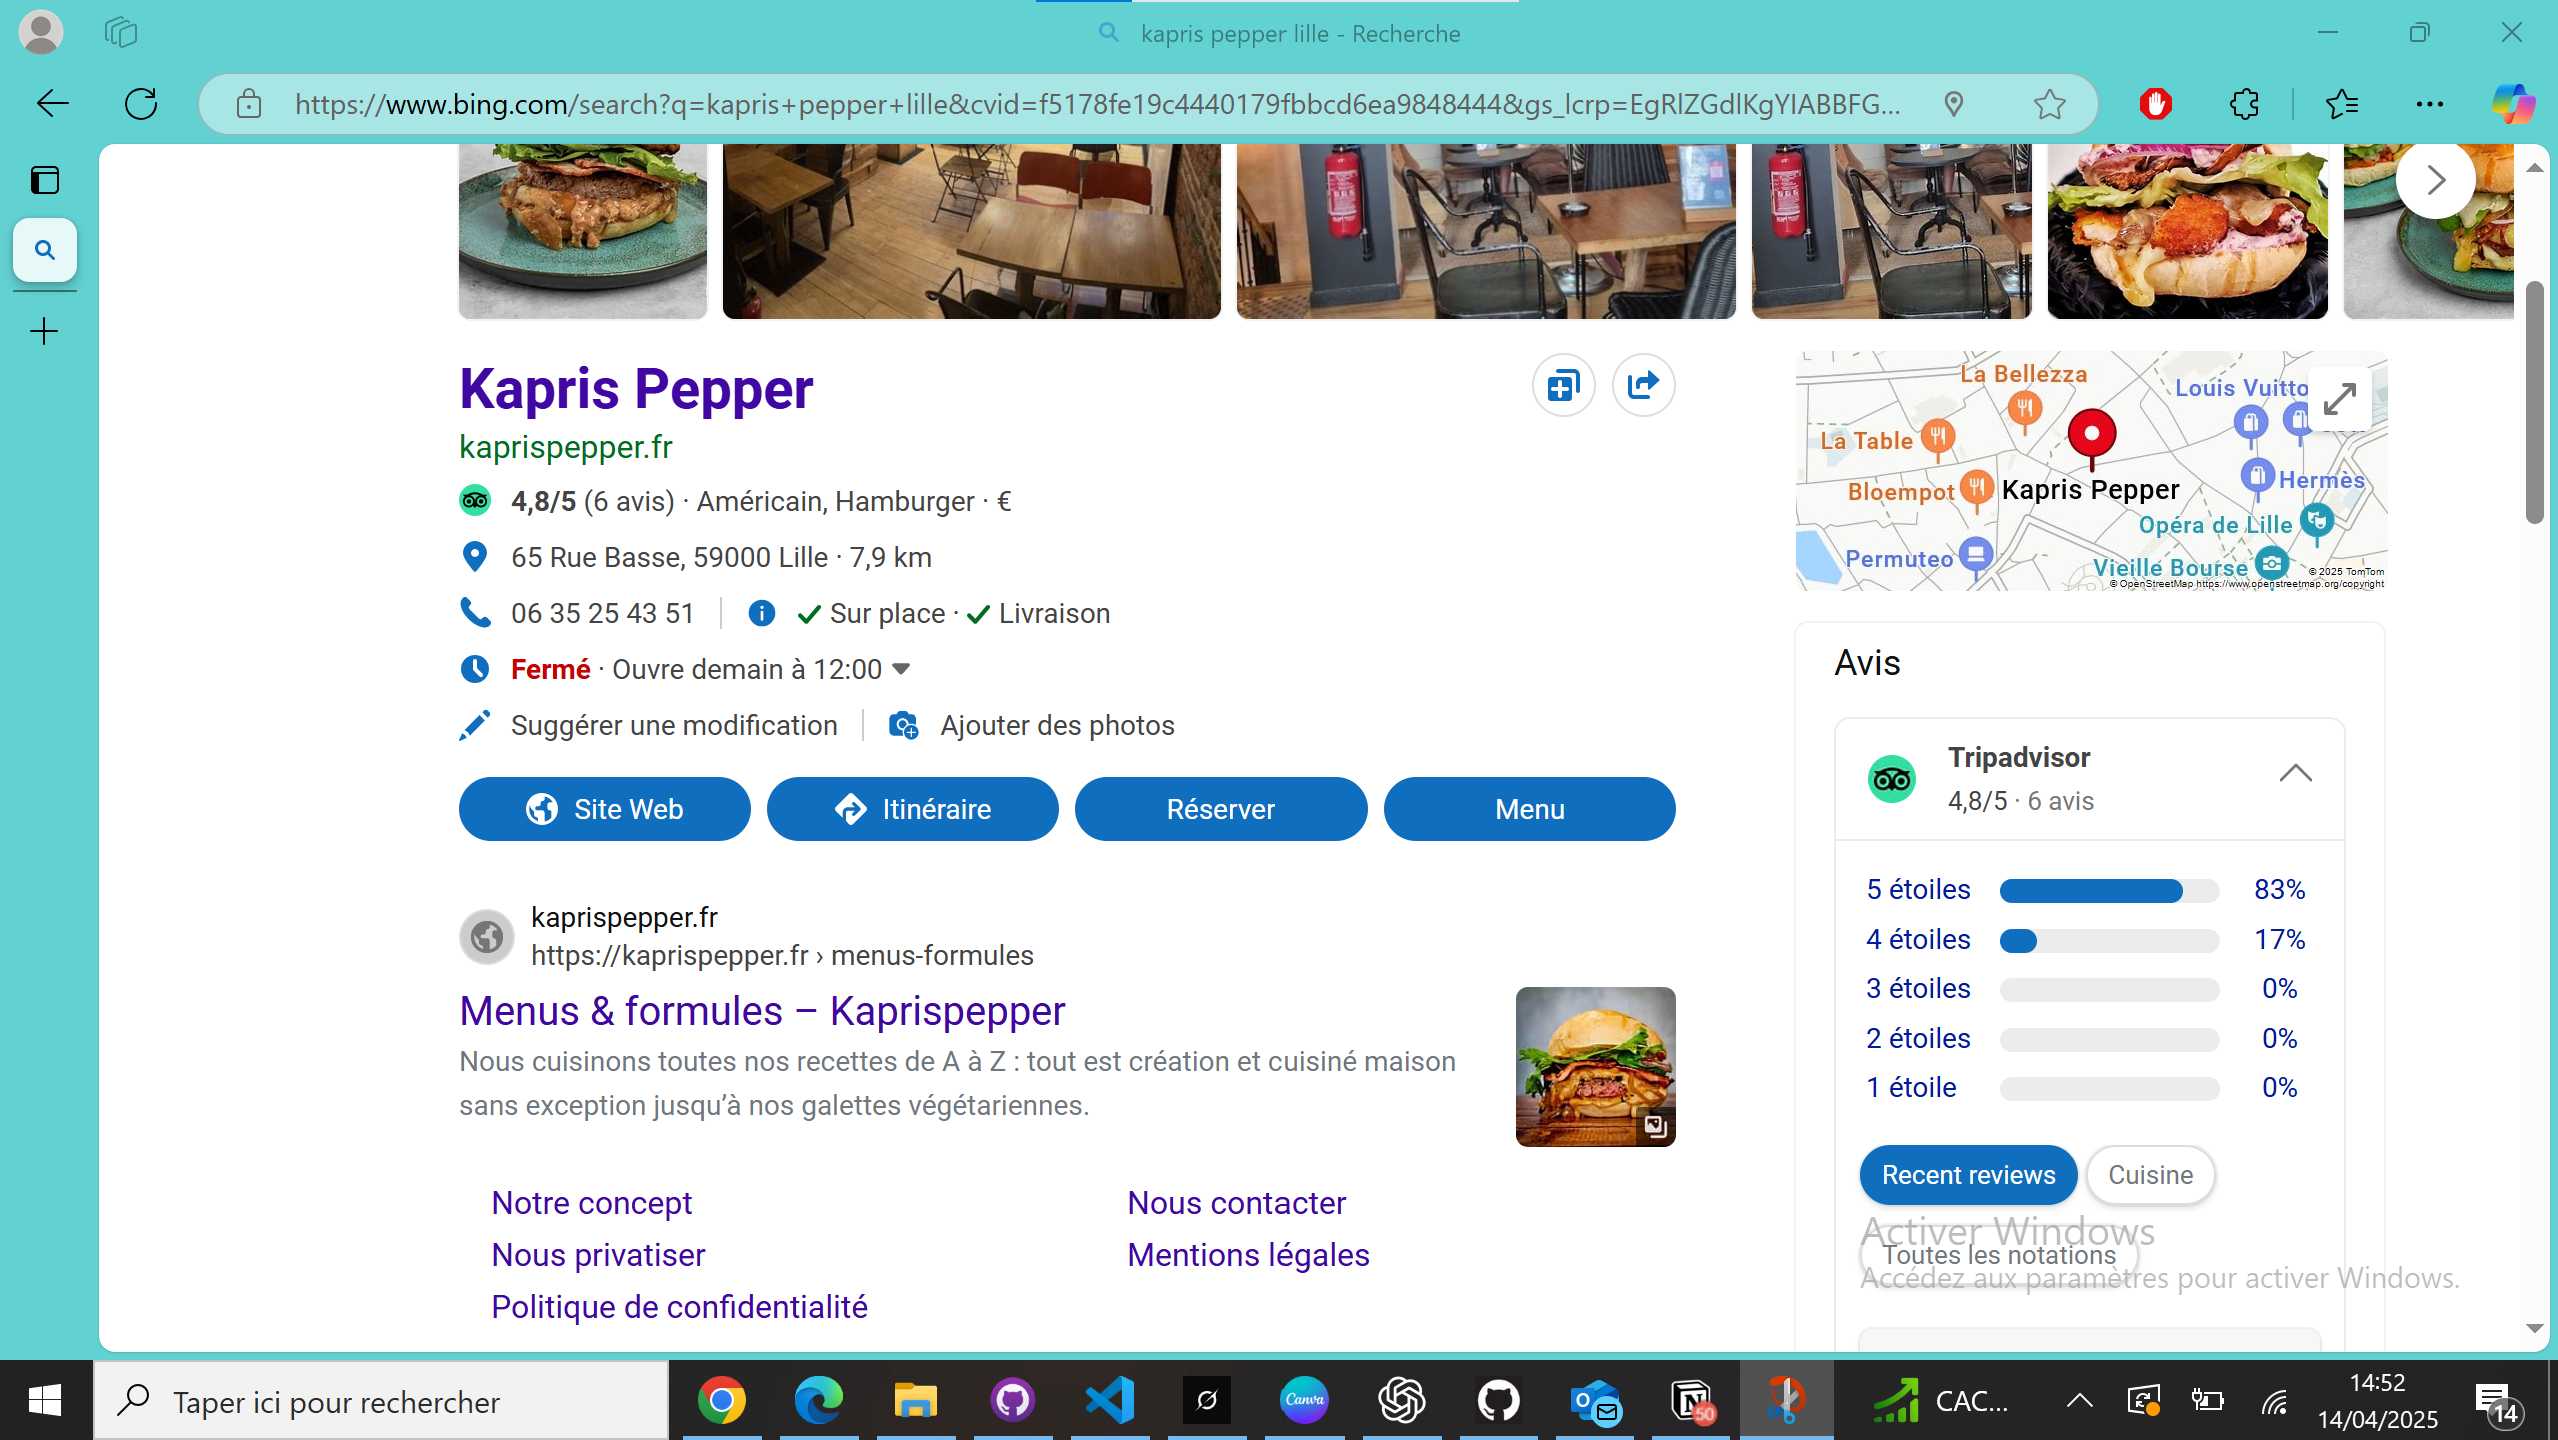 kapris pepper lille - Recherche
https://www.bing.com/search?q=kapris+pepper+lille&cvid=f5178fe19c4440179fbbcd6ea9848444&gs_lcrp=EgRlZGdlKgYIABBFG...
Kapris Pepper
kaprispepper.fr
4,8/5 (6 avis) · Américain, Hamburger · €
65 Rue Basse, 59000 Lille · 7,9 km
06 35 25 43 51 Sur place · Livraison
Fermé · Ouvre demain à 12:00
Suggérer une modification Ajouter des photos
Site Web Itinéraire Réserver Menu
kaprispepper.fr
https://kaprispepper.fr › menus-formules
Menus & formules – Kaprispepper
Nous cuisinons toutes nos recettes de A à Z : tout est création et cuisiné maison
sans exception jusqu’à nos galettes végétariennes.
Notre concept Nous contacter
Nous privatiser Mentions légales
Politique de confidentialité
La Bellezza
Louis Vuitto
La Table
Hermès
Bloempot
Kapris Pepper
Opéra de Lille
Permuteo
Vieille Bourse
© 2025 TomTom
© OpenStreetMap https://www.openstreetmap.org/copyright
Avis
Tripadvisor
4,8/5 · 6 avis
5 étoiles 83%
4 étoiles 17%
3 étoiles 0%
2 étoiles 0%
1 étoile 0%
Recent reviews Cuisine
Activer Windows
Toutes les notations
Accédez aux paramètres pour activer Windows.
Taper ici pour rechercher
Canva
50
CAC...
14:52
14/04/2025
14